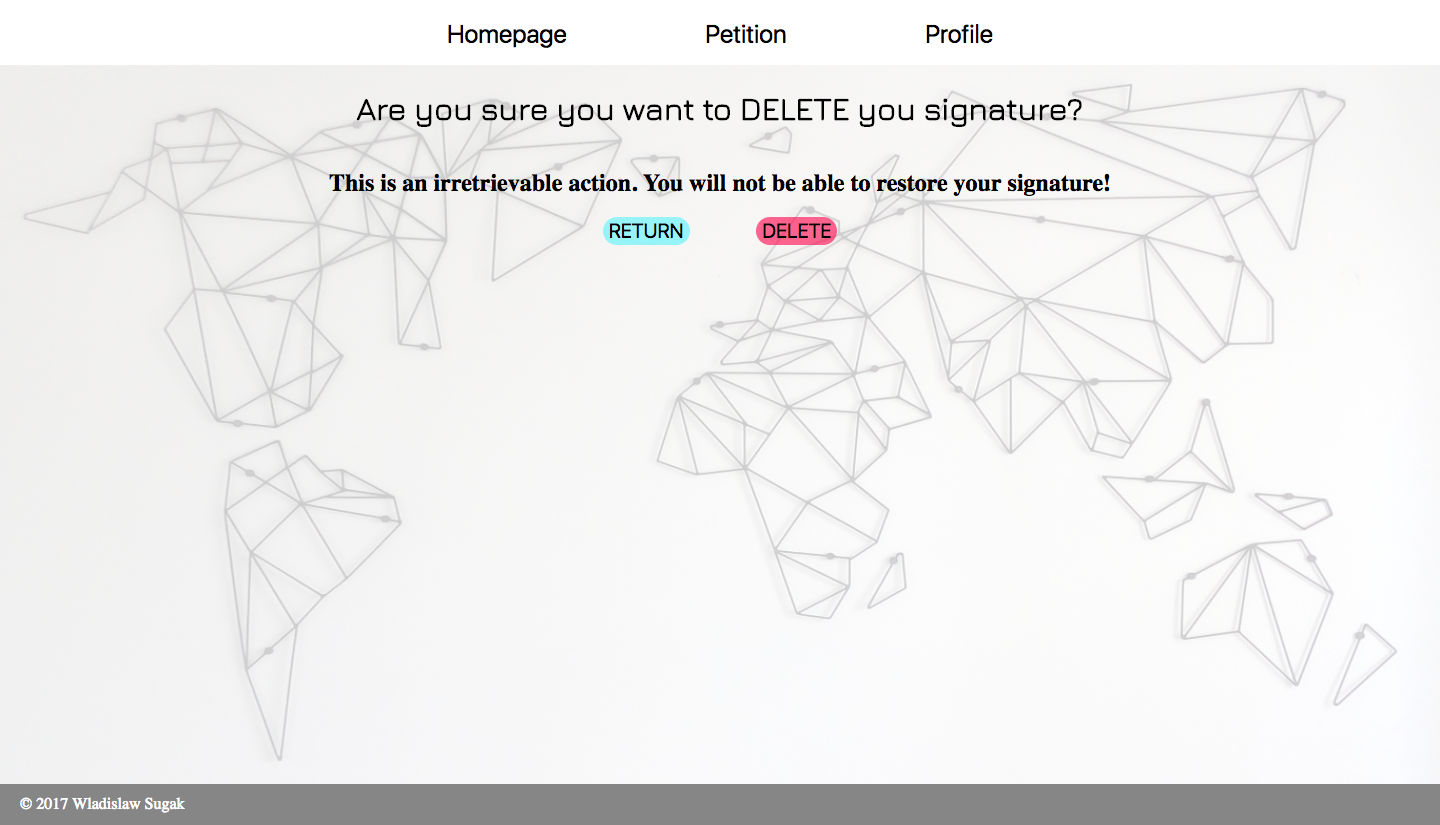 Homepage Petition Profile
Are you sure you want to DELETE you signature?
This is an irretrievable action. You will not be able to restore your signature!
RETURN DELETE
© 2017 Wladislaw Sugak